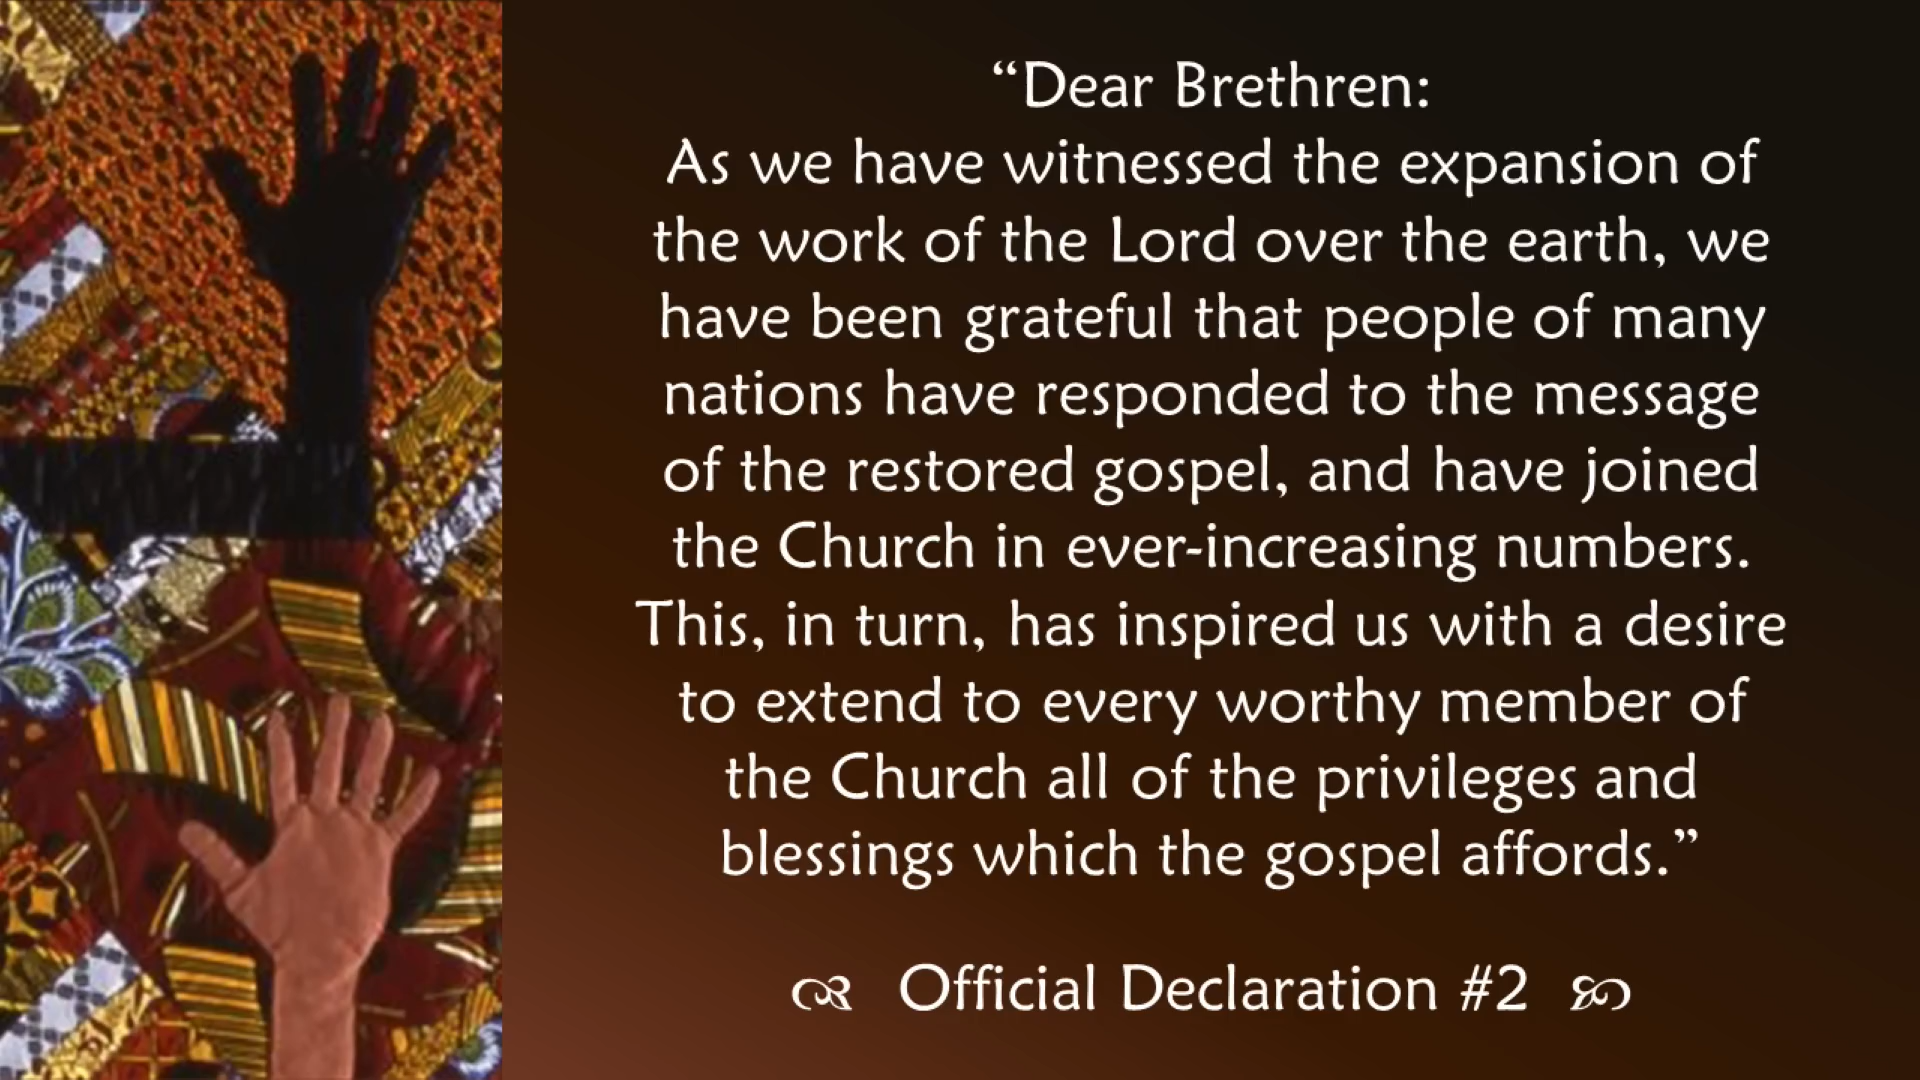 “Dear Brethren:
As we have witnessed the expansion of
the work of the Lord over the earth, we
have been grateful that people of many
nations have responded to the message
of the restored gospel, and have joined
the Church in ever-increasing numbers.
This, in turn, has inspired us with a desire
to extend to every worthy member of
the Church all of the privileges and
blessings which the gospel affords.”
Official Declaration #2